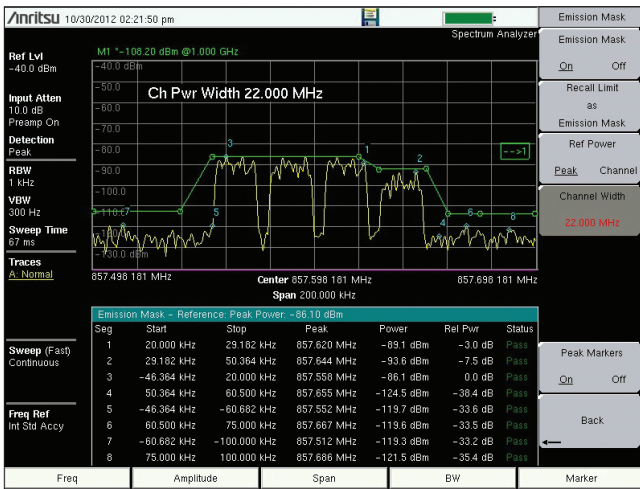 Anritsu 10/30/2012 02:21:50 pm
Spectrum Analyzer
M1 *-108.20 dBm @1.000 GHz
Ref Lvl
-40.0 dBm
Input Atten
10.0 dB
Preamp On
Detection
Peak
RBW
1 kHz
VBW
300 Hz
Sweep Time
67 ms
Traces
A: Normal
Sweep (Fast)
Continuous
Freq Ref
Int Std Accy
-40.0 dBm
-50.0
-60.0
-70.0
-80.0
-90.0
-100.0
-110.0
-120.0
-130.0 dBm
Ch Pwr Width 22.000 MHz
3
1
2
-->1
7
5
4
6
8
857.498 181 MHz
Center 857.598 181 MHz
857.698 181 MHz
Span 200.000 kHz
Emission Mask - Reference: Peak Power: -86.10 dBm
Seg Start Stop Peak Power Rel Pwr Status
1 20.000 kHz 29.182 kHz 857.620 MHz -89.1 dBm -3.0 dB Pass
2 29.182 kHz 50.364 kHz 857.644 MHz -93.6 dBm -7.5 dB Pass
3 -46.364 kHz 20.000 kHz 857.558 MHz -86.1 dBm 0.0 dB Pass
4 50.364 kHz 60.500 kHz 857.655 MHz -124.5 dBm -38.4 dB Pass
5 -46.364 kHz -60.682 kHz 857.552 MHz -119.7 dBm -33.6 dB Pass
6 60.500 kHz 75.000 kHz 857.667 MHz -119.6 dBm -33.5 dB Pass
7 -60.682 kHz -100.000 kHz 857.512 MHz -119.3 dBm -33.2 dB Pass
8 75.000 kHz 100.000 kHz 857.686 MHz -121.5 dBm -35.4 dB Pass
Emission Mask
Emission Mask
On Off
Recall Limit
as
Emission Mask
Ref Power
Peak Channel
Channel Width
22.000 MHz
Peak Markers
On Off
Back
Freq
Amplitude
Span
BW
Marker